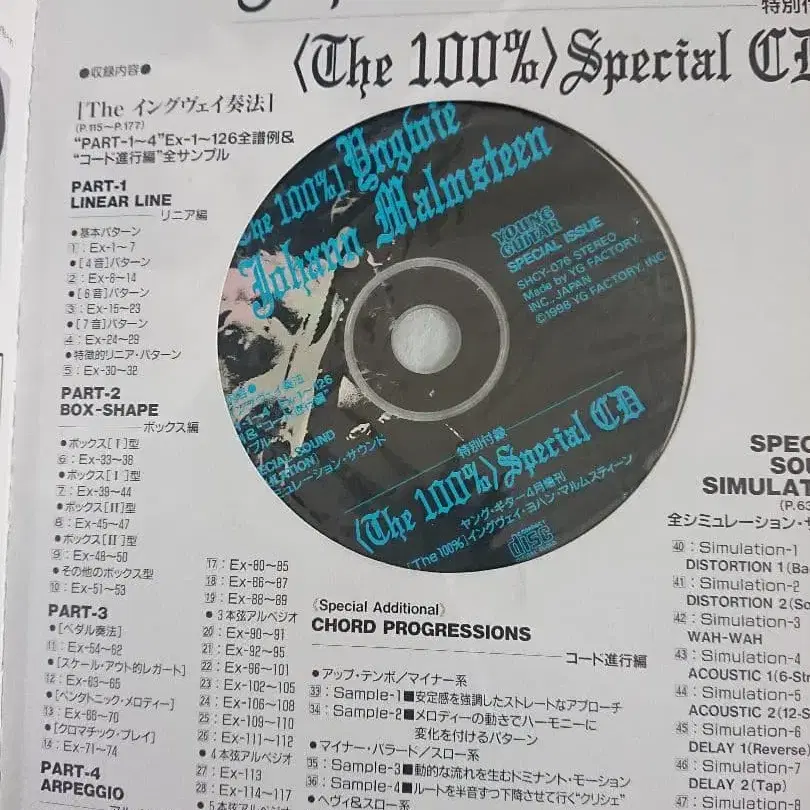 特別付
〈The 100%〉Special CD
●収録内容●
[The イングヴェイ奏法]
(P.115〜P.177)
“PART-1〜4”Ex-1〜126全譜例&
“コード進行編”全サンプル
PART-1
LINEAR LINE
リニア編
●基本パターン
1：Ex-1〜7
●[4音]パターン
2：Ex-8〜14
●[6音]パターン
3：Ex-15〜23
●[7音]パターン
4：Ex-24〜29
●特徴的リニア・パターン
5：Ex-30〜32
PART-2
BOX-SHAPE
ボックス編
●ボックス[I]型
6：Ex-33〜38
●ボックス[I]型
7：Ex-39〜44
●ボックス[II]型
8：Ex-45〜47
●ボックス[II]型
9：Ex-48〜50
●その他のボックス型
10：Ex-51〜53
PART-3
●[ペダル奏法]
11：Ex-54〜62
●[スケール・アウト的レガート]
12：Ex-63〜65
●[ペンタトニック・メロディー]
13：Ex-66〜70
●[クロマチック・プレイ]
14：Ex-71〜74
PART-4
ARPEGGIO
17：Ex-80〜85
18：Ex-86〜87
19：Ex-88〜89
●3本弦アルペジオ
20：Ex-90〜91
21：Ex-92〜95
22：Ex-96〜101
23：Ex-102〜105
24：Ex-106〜108
25：Ex-109〜110
26：Ex-111〜112
●4本弦アルペジオ
27：Ex-113
28：Ex-114〜117
●5本弦アルペジオ
The 100%] Yngwie
Johann Malmsteen
YOUNG
GUITAR
SPECIAL ISSUE
SHCY-076 STEREO
Made by YG FACTORY,
INC., JAPAN
©1998 YG FACTORY, INC.
特別付録
〈The 100%〉Special CD
ヤング・ギター4月増刊
[The 100%]イングヴェイ・ヨハン・マルムスティーン
disc
《Special Additional》
CHORD PROGRESSIONS
コード進行編
●アップ・テンポ／マイナー系
33：Sample-1■安定感を強調したストレートなアプローチ
34：Sample-2■メロディーの動きでハーモニーに
変化を付けるパターン
●マイナー・バラード／スロー系
35：Sample-3■動的な流れを生むドミナント・モーション
36：Sample-4■ルートを半音ずつ下降させて行く“クリシェ”
●ヘヴィ&スロー系
SPEC
SOU
SIMULAT
(P.63
全シミュレーション・サ
40：Simulation-1
DISTORTION 1(Ba
41：Simulation-2
DISTORTION 2(So
42：Simulation-3
WAH-WAH
43：Simulation-4
ACOUSTIC 1(6-Str
44：Simulation-5
ACOUSTIC 2(12-S
45：Simulation-6
DELAY 1(Reverse)
46：Simulation-7
DELAY 2(Tap)
47：Simulation-